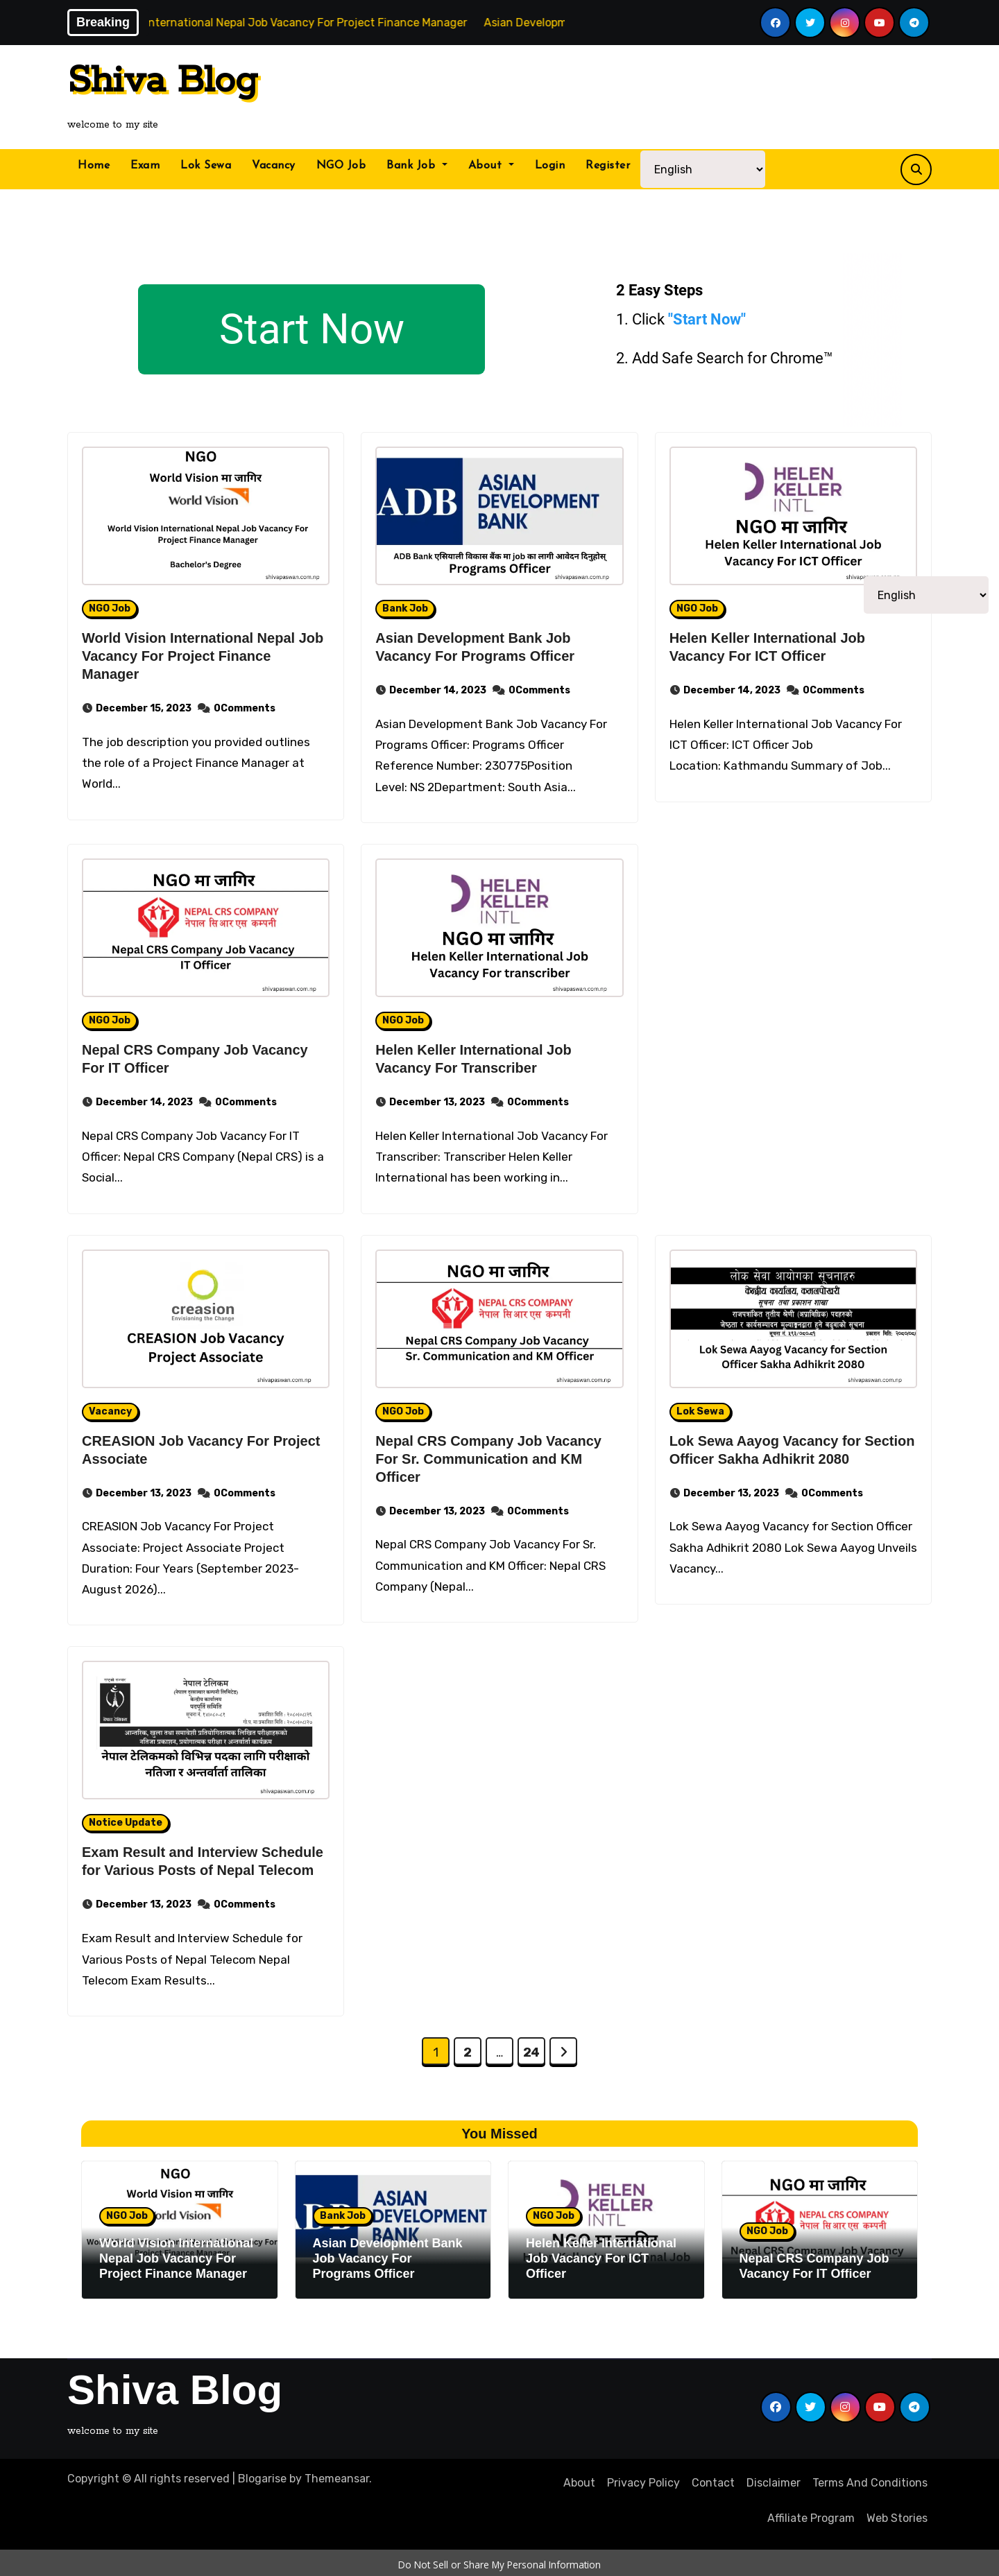 Breaking
International Nepal Job Vacancy For Project Finance Manager Asian Developm
Shiva Blog
welcome to my site
Home Exam Lok Sewa Vacancy NGO Job Bank Job About Login Register English
Start Now
2 Easy Steps
1. Click "Start Now"
2. Add Safe Search for Chrome™
NGO
World Vision मा जागिर
World Vision
World Vision International Nepal Job Vacancy For
Project Finance Manager
Bachelor's Degree
shivapaswan.com.np
NGO Job
World Vision International Nepal Job
Vacancy For Project Finance
Manager
December 15, 2023 0Comments
The job description you provided outlines
the role of a Project Finance Manager at
World...
ADB
ASIAN
DEVELOPMENT
BANK
ADB Bank एसियाली विकास बैंक मा job का लागी आवेदन दिनुहोस्
Programs Officer
shivapaswan.com.np
Bank Job
Asian Development Bank Job
Vacancy For Programs Officer
December 14, 2023 0Comments
Asian Development Bank Job Vacancy For
Programs Officer: Programs Officer
Reference Number: 230775Position
Level: NS 2Department: South Asia...
HELEN
KELLER
INTL
NGO मा जागिर
Helen Keller International Job
Vacancy For ICT Officer
English
NGO Job
Helen Keller International Job
Vacancy For ICT Officer
December 14, 2023 0Comments
Helen Keller International Job Vacancy For
ICT Officer: ICT Officer Job
Location: Kathmandu Summary of Job...
NGO मा जागिर
NEPAL CRS COMPANY
नेपाल सिआरएस कम्पनी
Nepal CRS Company Job Vacancy
IT Officer
shivapaswan.com.np
NGO Job
Nepal CRS Company Job Vacancy
For IT Officer
December 14, 2023 0Comments
Nepal CRS Company Job Vacancy For IT
Officer: Nepal CRS Company (Nepal CRS) is a
Social...
HELEN
KELLER
INTL
NGO मा जागिर
Helen Keller International Job
Vacancy For transcriber
shivapaswan.com.np
NGO Job
Helen Keller International Job
Vacancy For Transcriber
December 13, 2023 0Comments
Helen Keller International Job Vacancy For
Transcriber: Transcriber Helen Keller
International has been working in...
creasion
Envisioning the Change
CREASION Job Vacancy
Project Associate
shivapaswan.com.np
Vacancy
CREASION Job Vacancy For Project
Associate
December 13, 2023 0Comments
CREASION Job Vacancy For Project
Associate: Project Associate Project
Duration: Four Years (September 2023-
August 2026)...
NGO मा जागिर
NEPAL CRS COMPANY
नेपाल सिआरएस कम्पनी
Nepal CRS Company Job Vacancy
Sr. Communication and KM Officer
shivapaswan.com.np
NGO Job
Nepal CRS Company Job Vacancy
For Sr. Communication and KM
Officer
December 13, 2023 0Comments
Nepal CRS Company Job Vacancy For Sr.
Communication and KM Officer: Nepal CRS
Company (Nepal...
लोक सेवा आयोगका सूचनाहरु
केन्द्रीय कार्यालय, कमलपोखरी
सूचना तथा प्रकाशन शाखा
Lok Sewa Aayog Vacancy for Section
Officer Sakha Adhikrit 2080
shivapaswan.com.np
Lok Sewa
Lok Sewa Aayog Vacancy for Section
Officer Sakha Adhikrit 2080
December 13, 2023 0Comments
Lok Sewa Aayog Vacancy for Section Officer
Sakha Adhikrit 2080 Lok Sewa Aayog Unveils
Vacancy...
नेपाल टेलिकम
केन्द्रीय कार्यालय
पदपूर्ति समिति
नेपाल टेलिकमको विभिन्न पदका लागि परीक्षाको
नतिजा र अन्तर्वार्ता तालिका
shivapaswan.com.np
Notice Update
Exam Result and Interview Schedule
for Various Posts of Nepal Telecom
December 13, 2023 0Comments
Exam Result and Interview Schedule for
Various Posts of Nepal Telecom Nepal
Telecom Exam Results...
1 2 … 24
You Missed
NGO
World Vision मा जागिर
NGO Job
World Vision International
Nepal Job Vacancy For
Project Finance Manager
ASIAN
DEVELOPMENT
BANK
Bank Job
Asian Development Bank
Job Vacancy For
Programs Officer
HELEN
KELLER
INTL
NGO Job
Helen Keller International
Job Vacancy For ICT
Officer
NGO मा जागिर
NEPAL CRS COMPANY
NGO Job
Nepal CRS Company Job
Vacancy For IT Officer
Shiva Blog
welcome to my site
Copyright © All rights reserved | Blogarise by Themeansar.
About Privacy Policy Contact Disclaimer Terms And Conditions
Affiliate Program Web Stories
Do Not Sell or Share My Personal Information